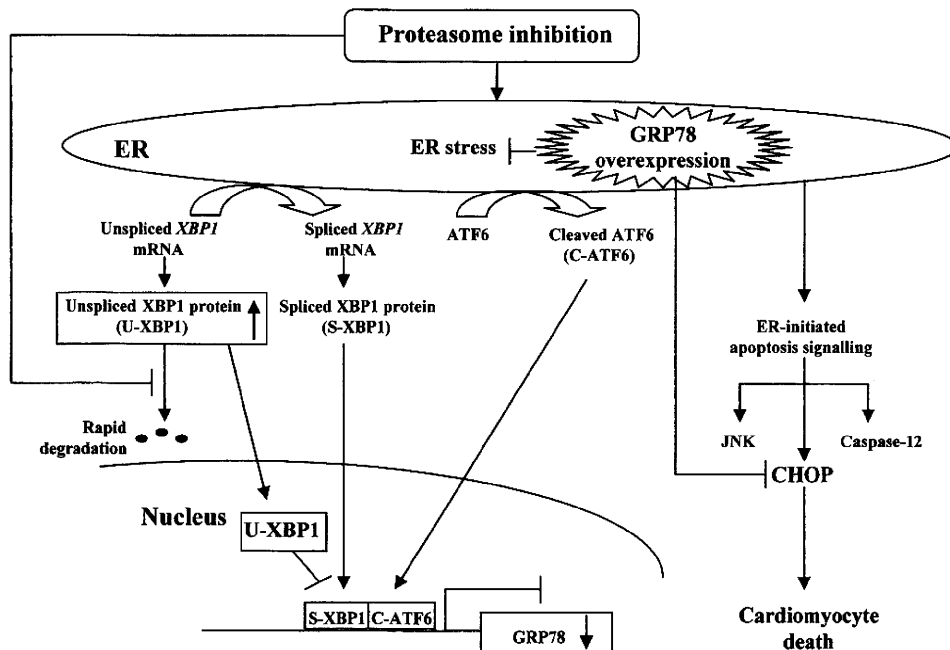 Proteasome inhibition
ER
ER stress
GRP78
overexpression
Unspliced XBP1
mRNA
Spliced XBP1
mRNA
ATF6
Cleaved ATF6
(C-ATF6)
Unspliced XBP1 protein
(U-XBP1)
Spliced XBP1 protein
(S-XBP1)
ER-initiated
apoptosis signalling
Rapid
degradation
JNK
Caspase-12
CHOP
Nucleus
U-XBP1
S-XBP1
C-ATF6
GRP78
Cardiomyocyte
death